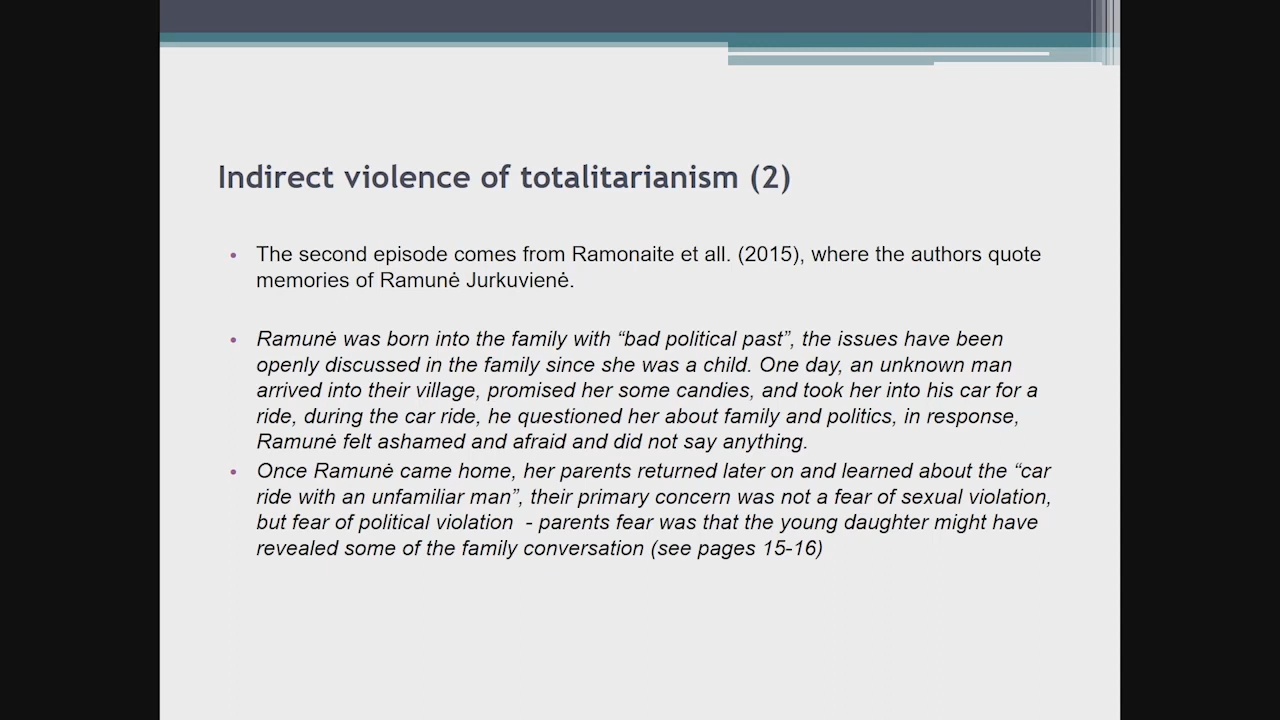 Indirect violence of totalitarianism (2)
• The second episode comes from Ramonaite et all. (2015), where the authors quote
memories of Ramunė Jurkuvienė.
• Ramunė was born into the family with “bad political past”, the issues have been
openly discussed in the family since she was a child. One day, an unknown man
arrived into their village, promised her some candies, and took her into his car for a
ride, during the car ride, he questioned her about family and politics, in response,
Ramunė felt ashamed and afraid and did not say anything.
• Once Ramunė came home, her parents returned later on and learned about the “car
ride with an unfamiliar man”, their primary concern was not a fear of sexual violation,
but fear of political violation  - parents fear was that the young daughter might have
revealed some of the family conversation (see pages 15-16)